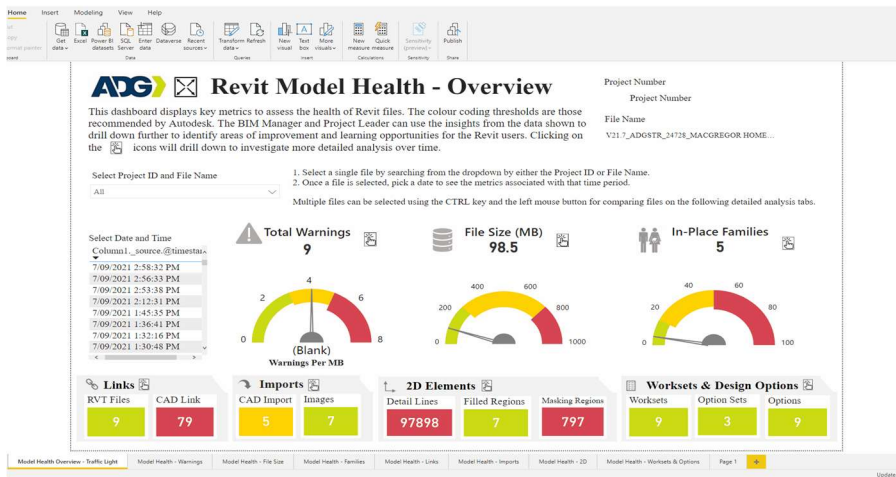 Home Insert Modeling View Help
Get data Excel Power BI datasets SQL Server Enter data Dataverse Recent sources Transform data Refresh New visual Text box More visuals New measure Quick measure Sensitivity (preview) Publish
Data Queries Insert Calculations Sensitivity Share
ADG Revit Model Health - Overview
Project Number
Project Number
File Name
V21.7_ADGSTR_24728_MACGREGOR HOME...
This dashboard displays key metrics to assess the health of Revit files. The colour coding thresholds are those
recommended by Autodesk. The BIM Manager and Project Leader can use the insights from the data shown to
drill down further to identify areas of improvement and learning opportunities for the Revit users. Clicking on
the icons will drill down to investigate more detailed analysis over time.
Select Project ID and File Name
All
1. Select a single file by searching from the dropdown by either the Project ID or File Name.
2. Once a file is selected, pick a date to see the metrics associated with that time period.
Multiple files can be selected using the CTRL key and the left mouse button for comparing files on the following detailed analysis tabs.
Select Date and Time
Column1._source.@timestar
7/09/2021 2:58:32 PM
7/09/2021 2:56:33 PM
7/09/2021 2:53:38 PM
7/09/2021 2:12:31 PM
7/09/2021 1:45:35 PM
7/09/2021 1:36:41 PM
7/09/2021 1:32:16 PM
7/09/2021 1:30:48 PM
Total Warnings
9
0 2 4 6 8
(Blank)
Warnings Per MB
File Size (MB)
98.5
0 200 400 600 800 1000
In-Place Families
5
0 20 40 60 80 100
Links
RVT Files CAD Link
9 79
Imports
CAD Import Images
5 7
2D Elements
Detail Lines Filled Regions Masking Regions
97898 7 797
Worksets & Design Options
Worksets Option Sets Options
9 3 9
Model Health Overview - Traffic Light Model Health - Warnings Model Health - File Size Model Health - Families Model Health - Links Model Health - Imports Model Health - 2D Model Health - Worksets & Options Page 1 +
Update